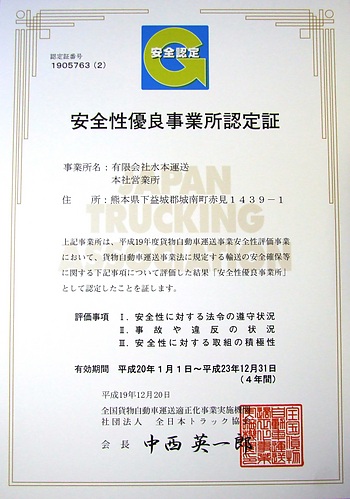 認定証番号
1905763(2)
安全認定
G
安全性優良事業所認定証
事業所名:有限会社水本運送
本社営業所
住 所:熊本県下益城郡城南町赤見1439-1
JAPAN
TRUCKING
ASSOCIATION
上記事業所は、平成19年度貨物自動車運送事業安全性評価事業
において、貨物自動車運送事業法に規定する輸送の安全確保等
に関する下記事項について評価した結果「安全性優良事業所」
として認定したことを証します。
評価事項 Ⅰ.安全性に対する法令の遵守状況
Ⅱ.事故や違反の状況
Ⅲ.安全性に対する取組の積極性
有効期間 平成20年1月1日~平成23年12月31日
(4年間)
平成19年12月20日
全国貨物自動車運送適正化事業実施機関
社団法人 全日本トラック協
会長 中西英一郎